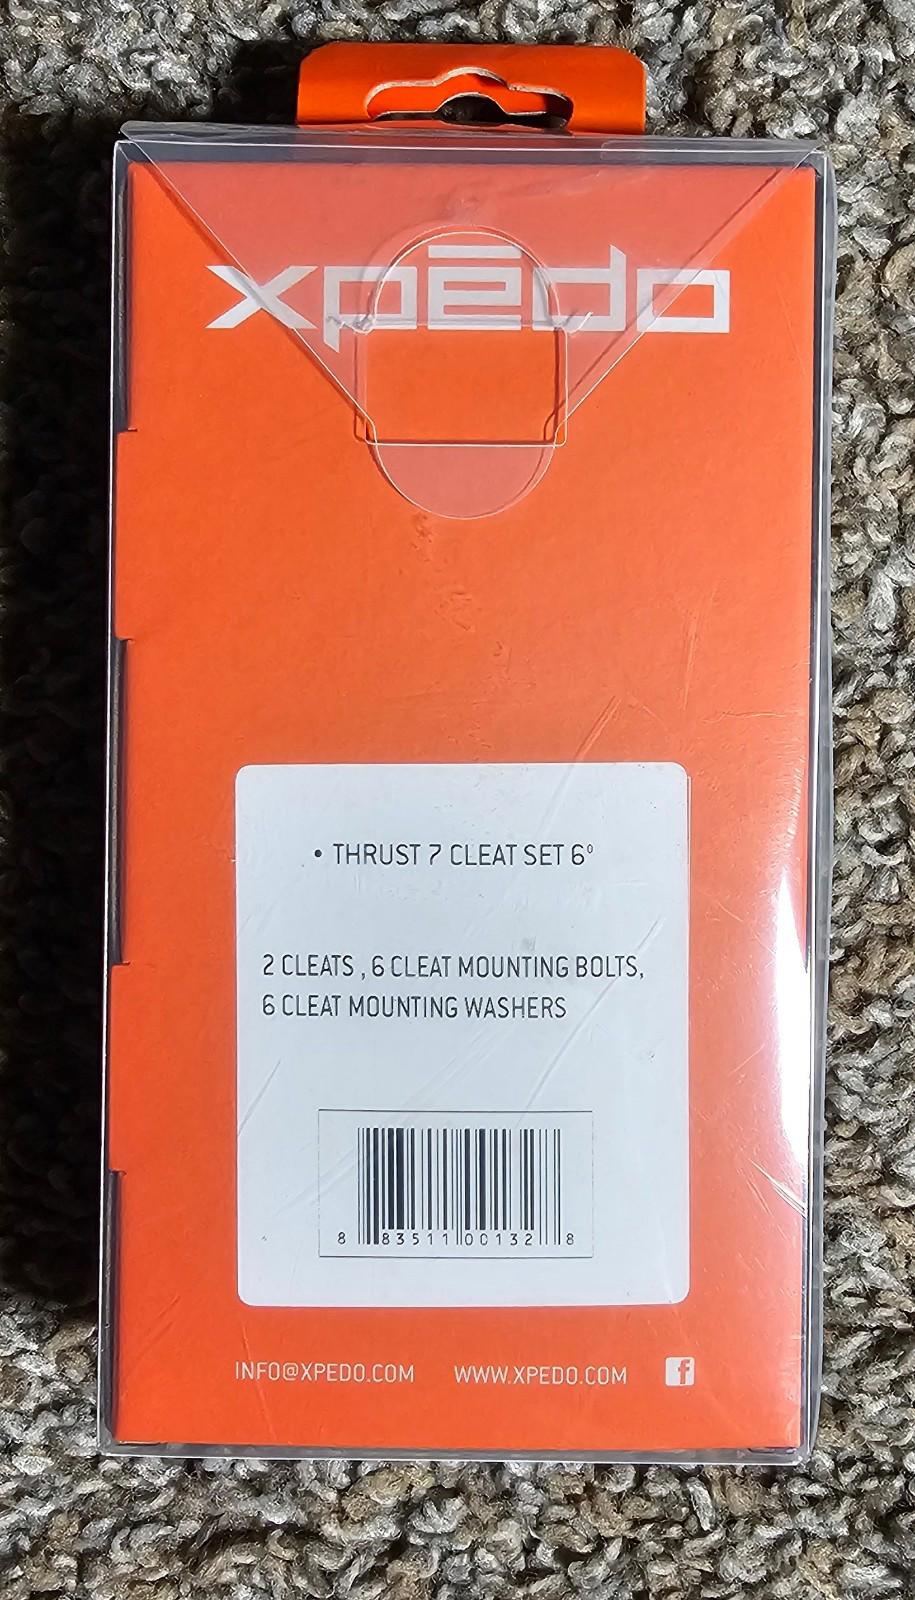 xpēdo
• THRUST 7 CLEAT SET 6°
2 CLEATS , 6 CLEAT MOUNTING BOLTS,
6 CLEAT MOUNTING WASHERS
8 83511 00132 8
INFO@XPEDO.COM WWW.XPEDO.COM f